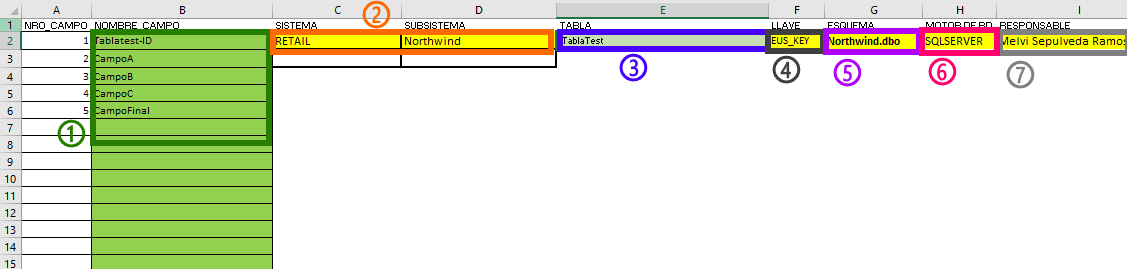 A B C D E F G H I
1 NRO_CAMPO NOMBRE_CAMPO SISTEMA SUBSISTEMA TABLA LLAVE ESQUEMA MOTOR DE BD RESPONSABLE
2 1 Tablatest-ID RETAIL Northwind TablaTest EUS_KEY Northwind.dbo SQLSERVER Melvi Sepulveda Ramos
3 2 CampoA
4 3 CampoB
5 4 CampoC
6 5 CampoFinal
7
8
9
10
11
12
13
14
15
1
2
3
4
5
6
7